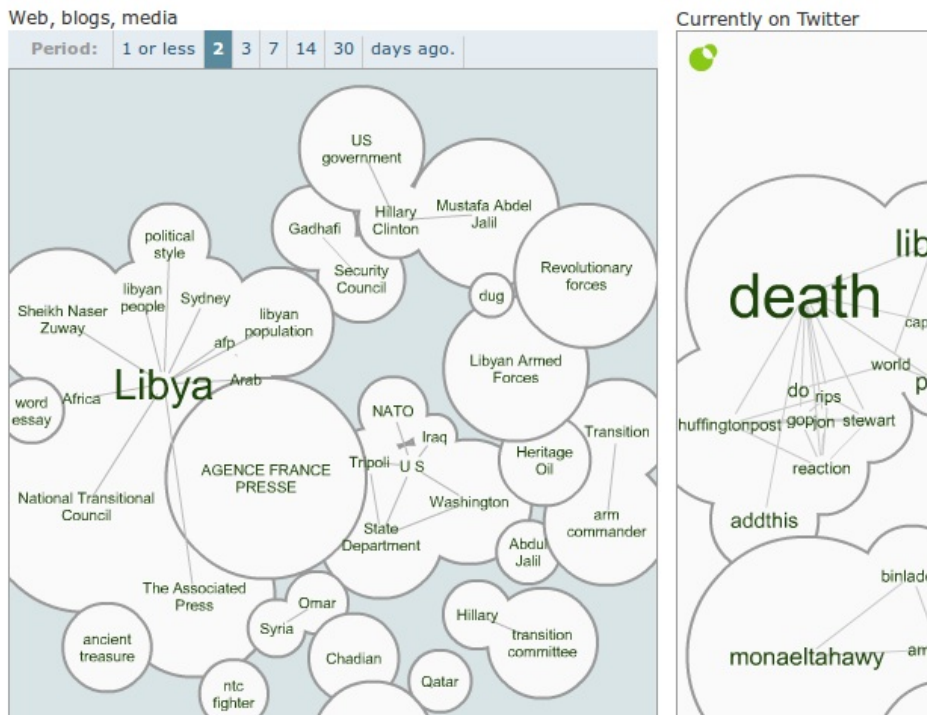 Web, blogs, media
Currently on Twitter
Period: 1 or less 2 3 7 14 30 days ago.
US
government
Hillary
Clinton
Mustafa Abdel
Jalil
Gadhafi
Security
Council
political
style
libyan
people
Sydney
libyan
population
afp
Sheikh Naser
Zuway
Africa
Libya
Arab
word
essay
dug
Revolutionary
forces
Libyan Armed
Forces
NATO
Iraq
Tripoli
U S
Washington
State
Department
Heritage
Oil
Transition
arm
commander
Abdul
Jalil
AGENCE FRANCE
PRESSE
National Transitional
Council
The Associated
Press
Omar
Syria
ancient
treasure
ntc
fighter
Chadian
Qatar
Hillary
transition
committee
lib
death
cap
world
p
do
rips
huffingtonpost
gop
jon
stewart
reaction
addthis
binlade
monaeltahawy
am